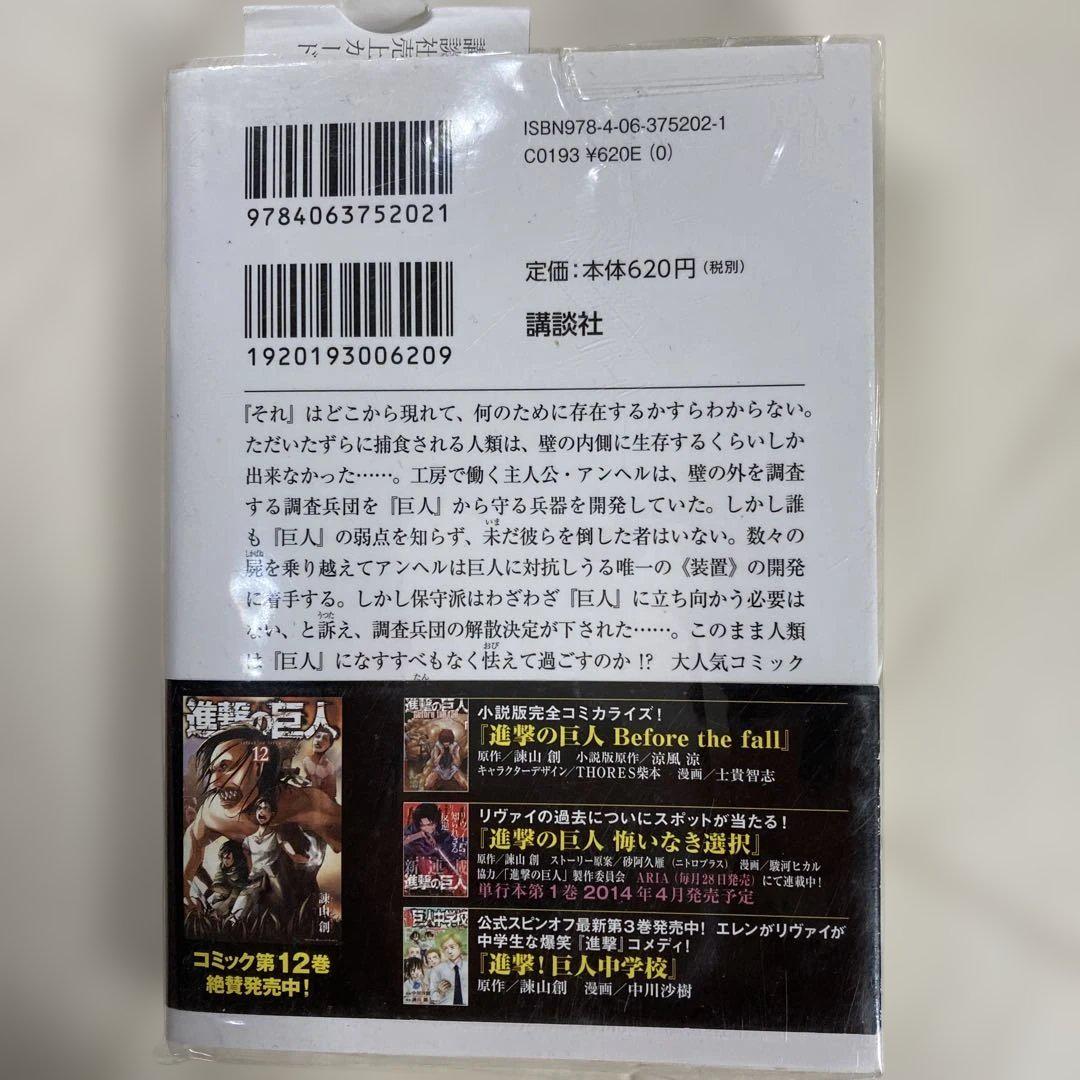 講談社売上カード
ISBN978-4-06-375202-1
C0193 ¥620E (0)
9784063752021
定価:本体620円(税別)
講談社
1920193006209
『それ』はどこから現れて、何のために存在するかすらわからない。
ただいたずらに捕食される人類は、壁の内側に生存するくらいしか
出来なかった……。工房で働く主人公・アンヘルは、壁の外を調査
する調査兵団を『巨人』から守る兵器を開発していた。しかし誰
も『巨人』の弱点を知らず、未だ彼らを倒した者はいない。数々の
屍を乗り越えてアンヘルは巨人に対抗しうる唯一の《装置》の開発
に着手する。しかし保守派はわざわざ『巨人』に立ち向かう必要は
ない、と訴え、調査兵団の解散決定が下された……。このまま人類
は『巨人』になすすべもなく怯えて過ごすのか!? 大人気コミック
進撃の巨人
12
諫山創
コミック第12巻
絶賛発売中!
進撃の巨人
Before the fall
小説版完全コミカライズ!
『進撃の巨人 Before the fall』
原作/諫山 創 小説版原作/涼風 涼
キャラクターデザイン/THORES柴本 漫画/士貴智志
進撃の巨人
リヴァイの過去についにスポットが当たる!
『進撃の巨人 悔いなき選択』
原作/諫山 創 ストーリー原案/砂阿久雁(ニトロプラス) 漫画/駿河ヒカル
協力/「進撃の巨人」製作委員会 ARIA(毎月28日発売)にて連載中!
単行本第1巻 2014年4月発売予定
巨人中学校
公式スピンオフ最新第3巻発売中! エレンがリヴァイが
中学生な爆笑『進撃』コメディ!
『進撃!巨人中学校』
原作/諫山創 漫画/中川沙樹